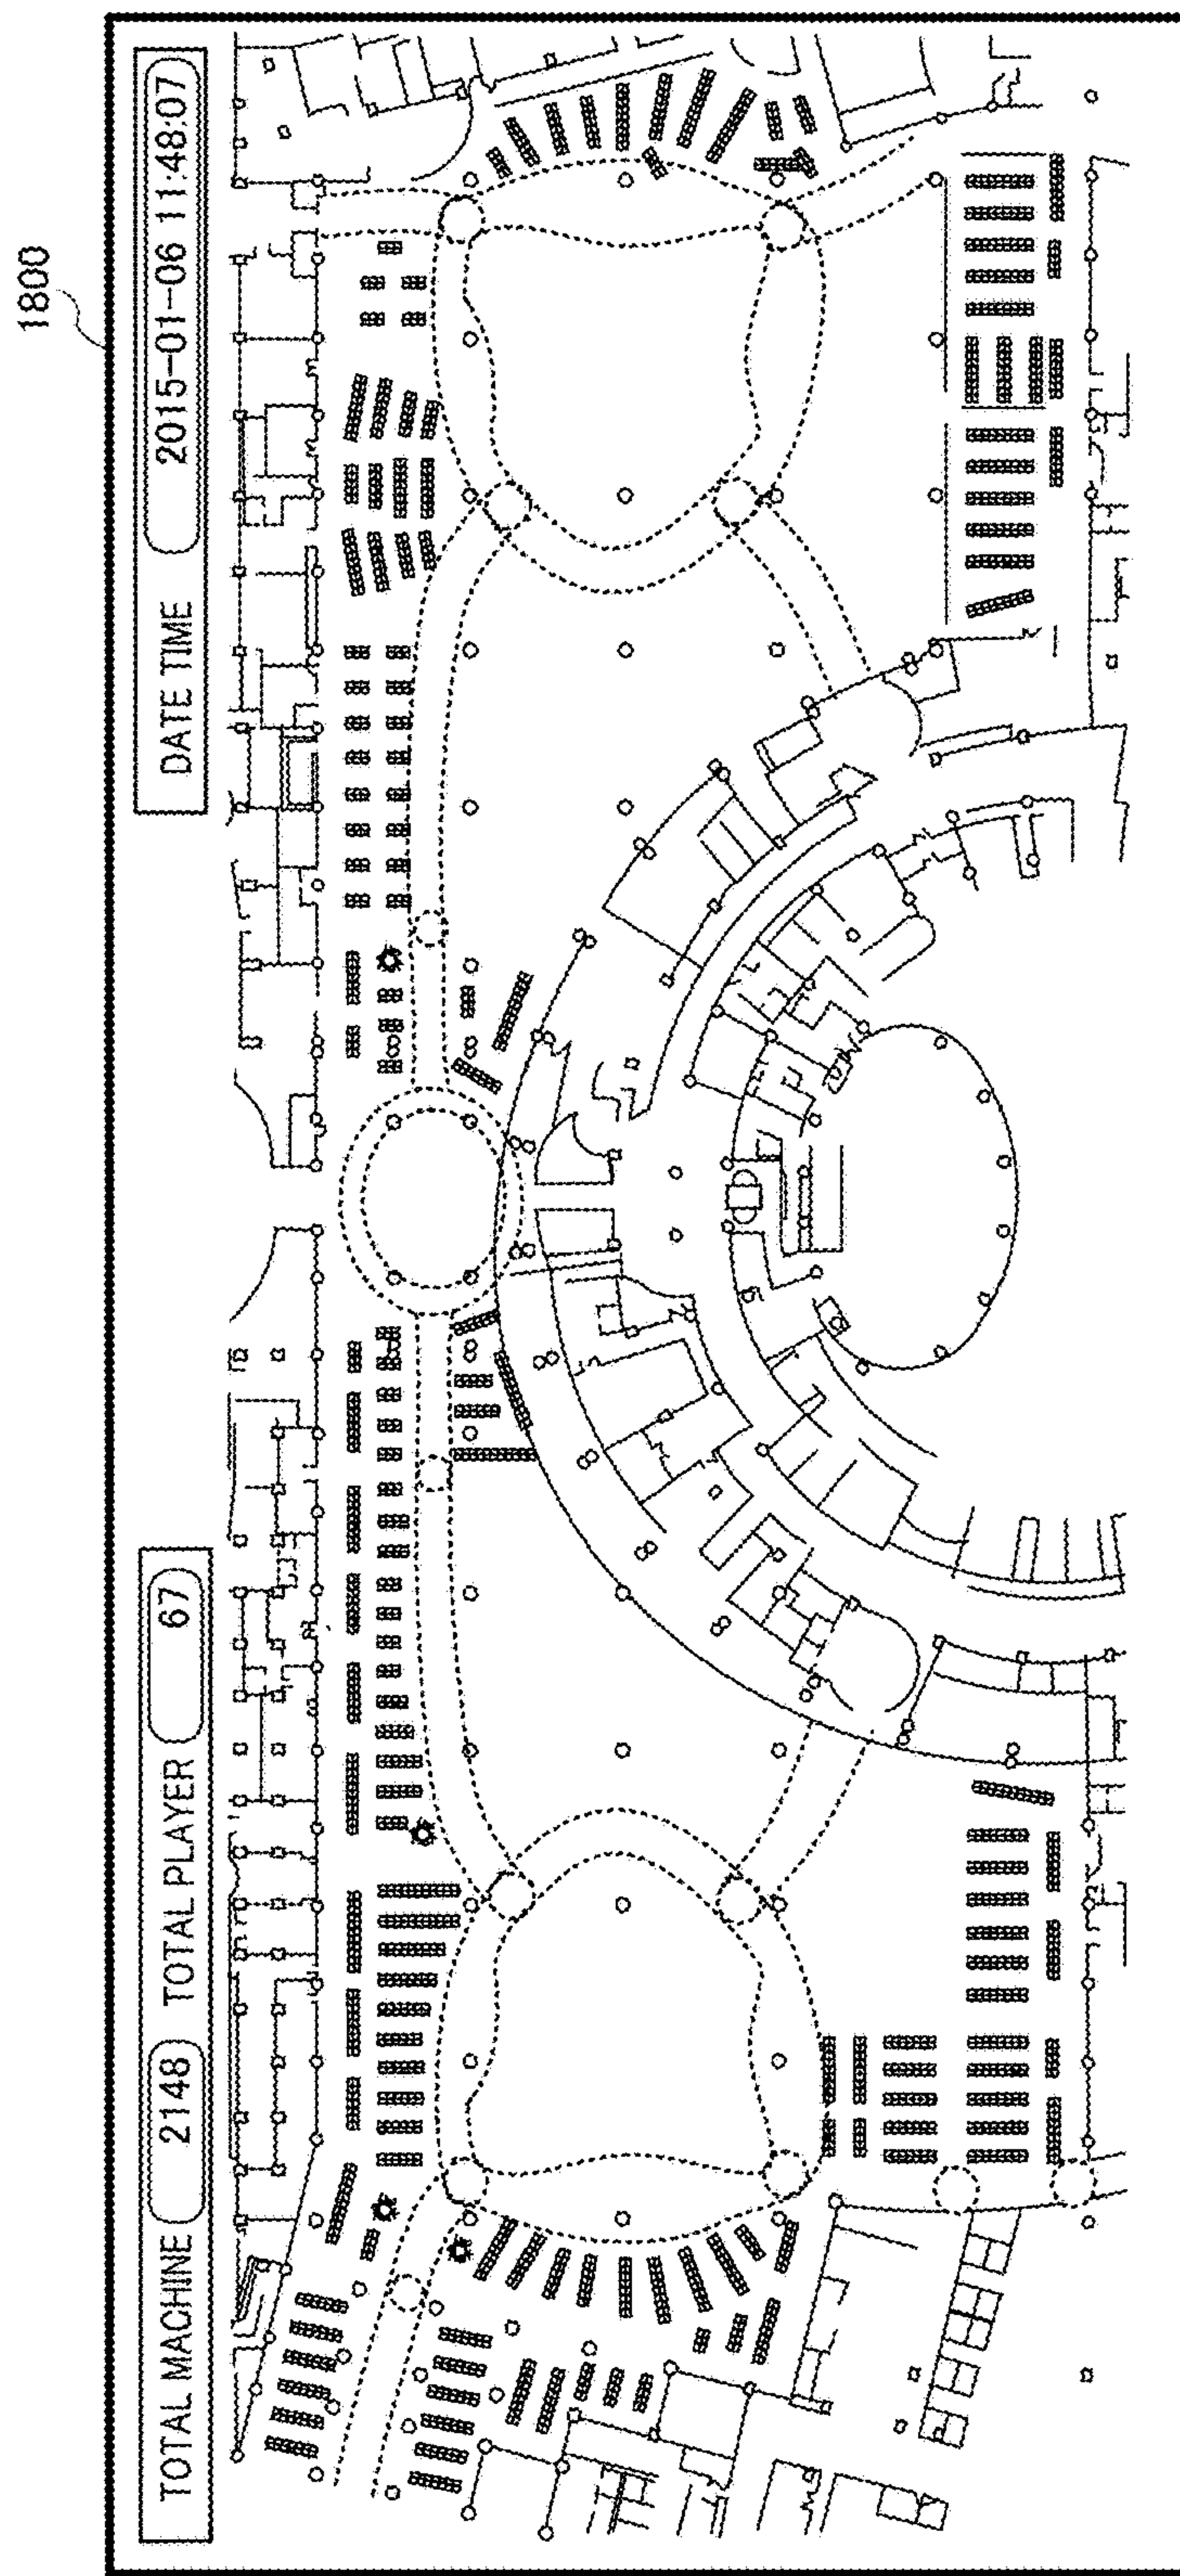 1800
TOTAL MACHINE 2148 TOTAL PLAYER 67
DATE TIME 2015-01-06 11:48:07